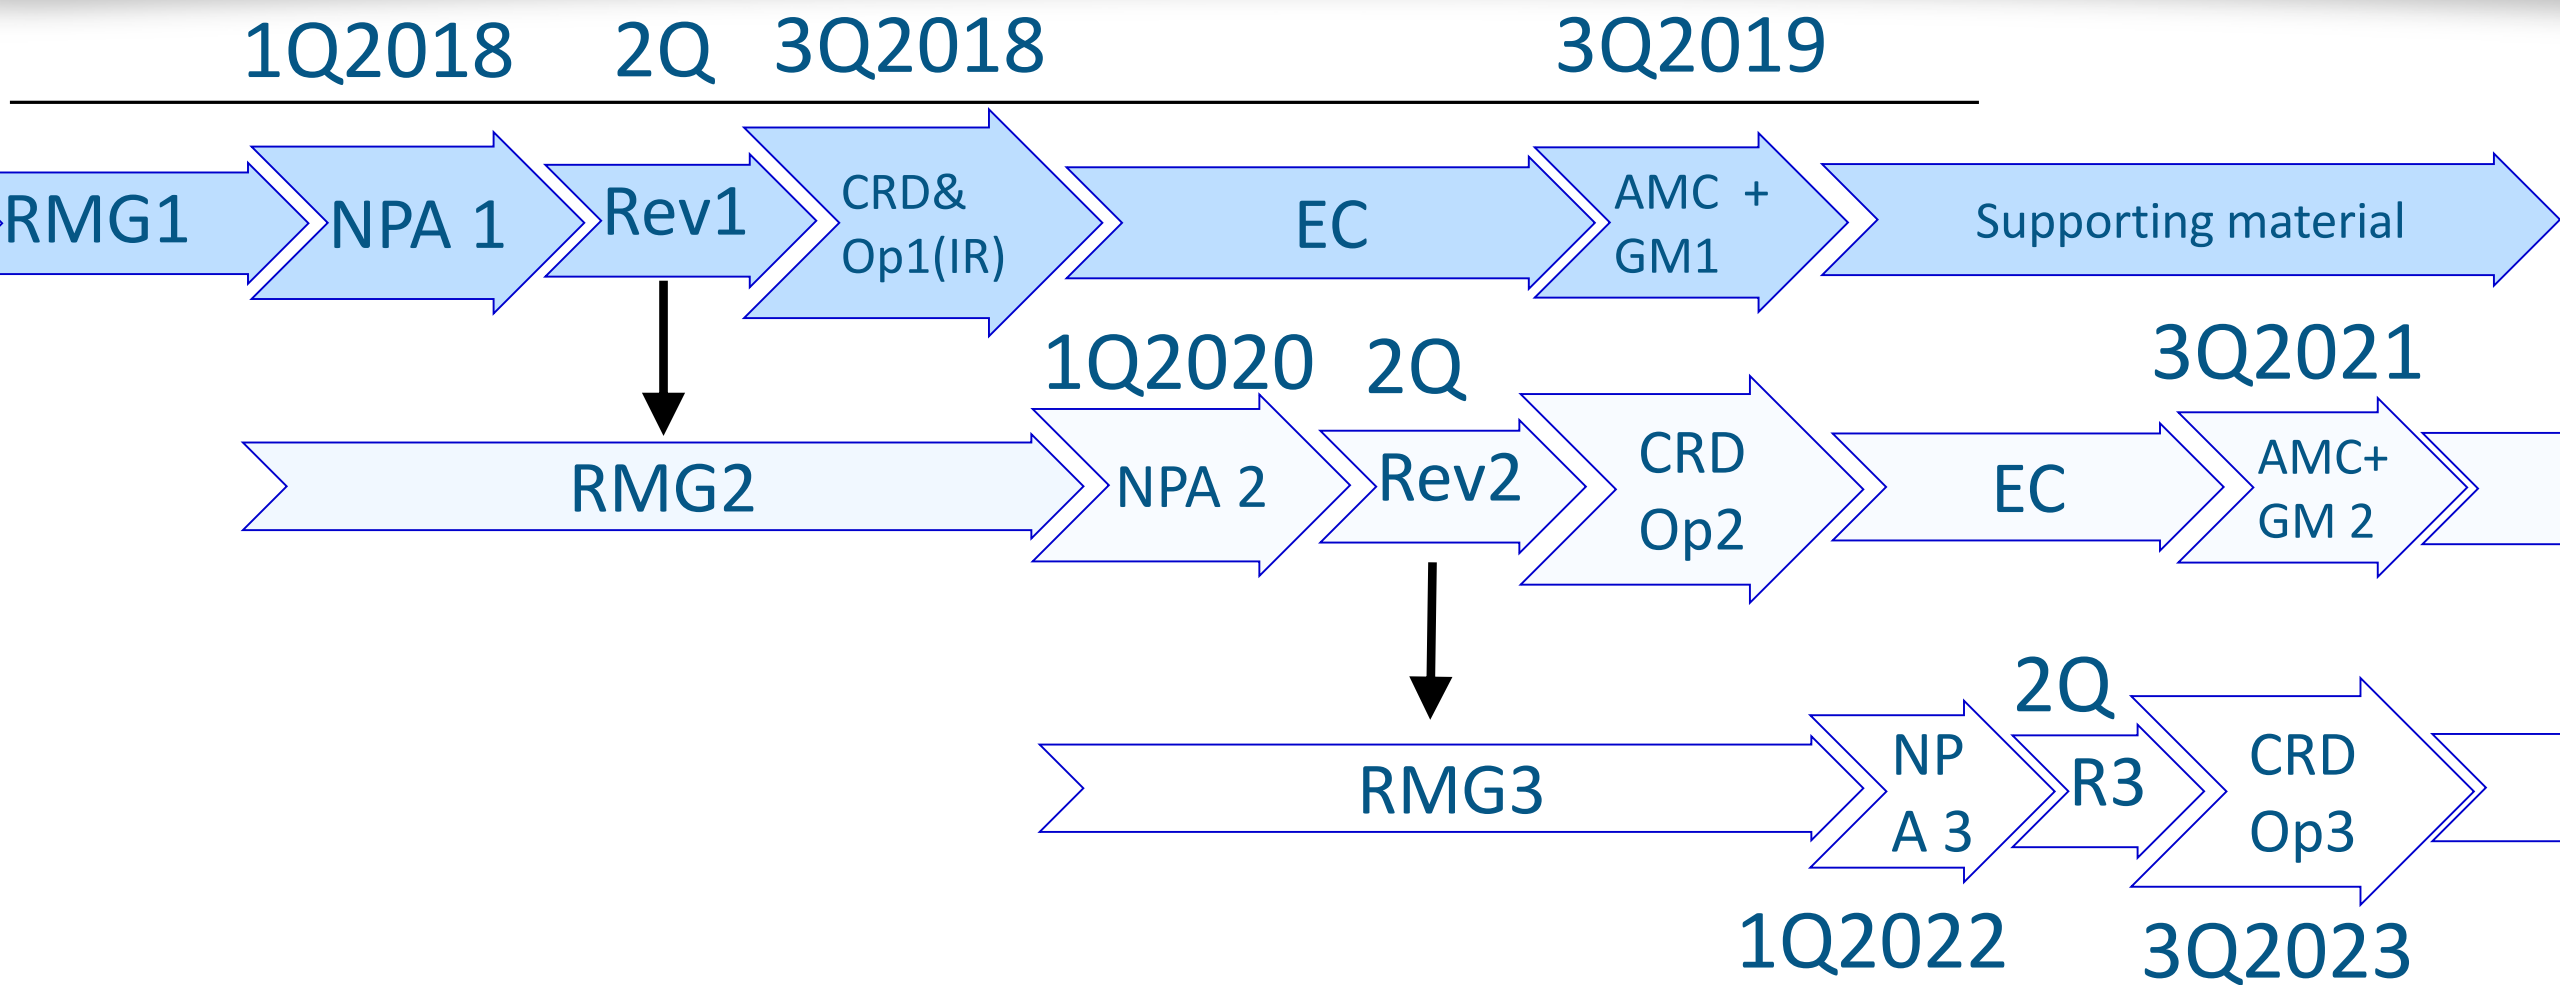 1Q2018 2Q 3Q2018 3Q2019
RMG1
NPA 1
Rev1
CRD&
Op1(IR)
EC
AMC +
GM1
Supporting material
1Q2020 2Q 3Q2021
RMG2
NPA 2
Rev2
CRD
Op2
EC
AMC+
GM 2
2Q
RMG3
NP
A 3
R3
CRD
Op3
1Q2022 3Q2023